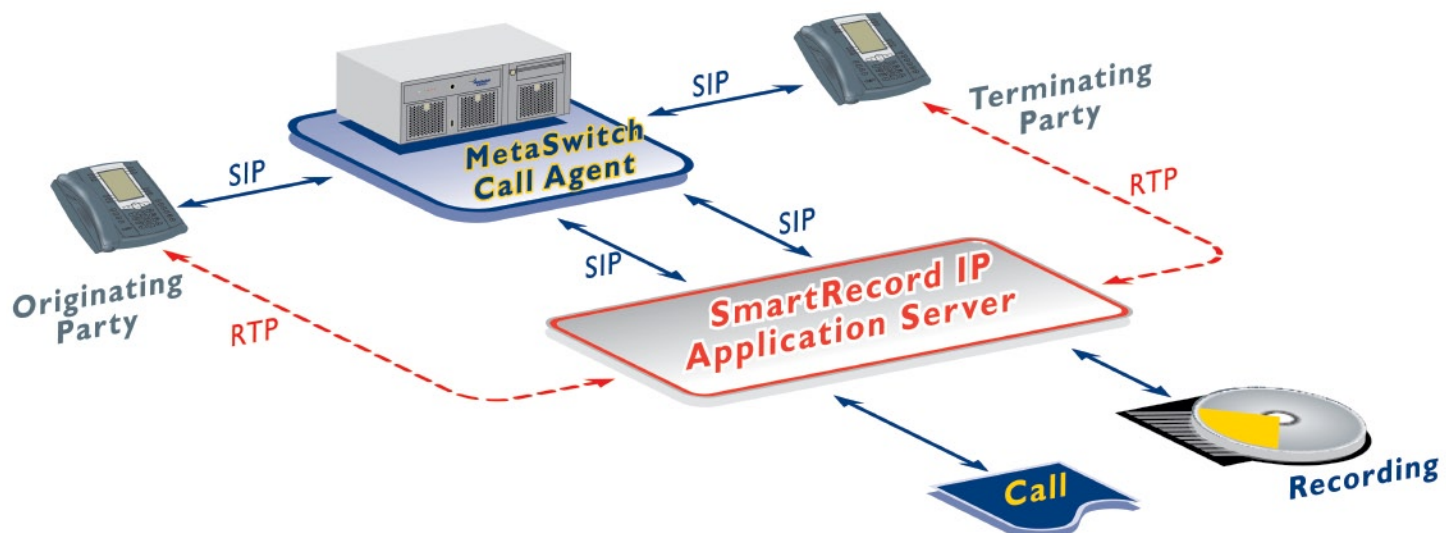 SIP
Terminating
Party
MetaSwitch
Call Agent
SIP
RTP
SIP
SIP
Originating
Party
RTP
SmartRecord IP
Application Server
Call
Recording